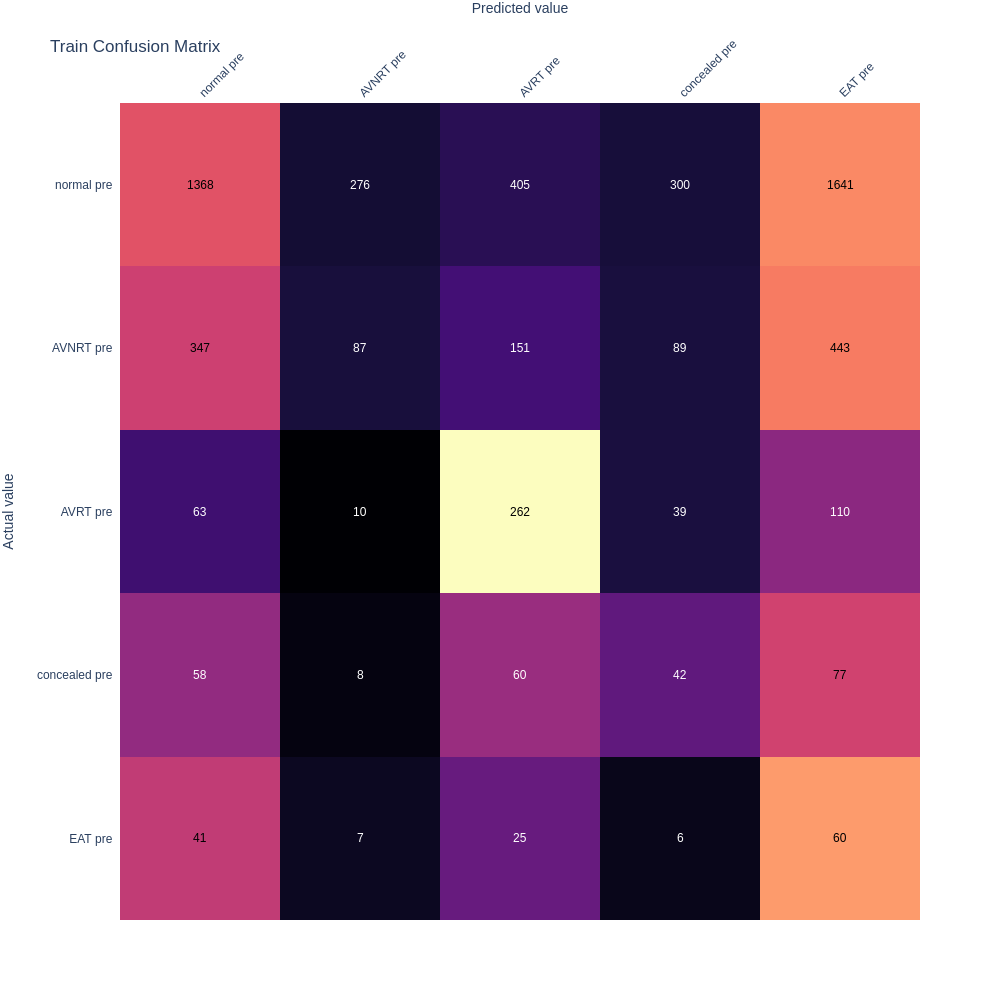 Predicted value
Train Confusion Matrix
normal pre AVNRT pre AVRT pre concealed pre EAT pre
normal pre 1368 276 405 300 1641
AVNRT pre 347 87 151 89 443
Actual value
AVRT pre 63 10 262 39 110
concealed pre 58 8 60 42 77
EAT pre 41 7 25 6 60